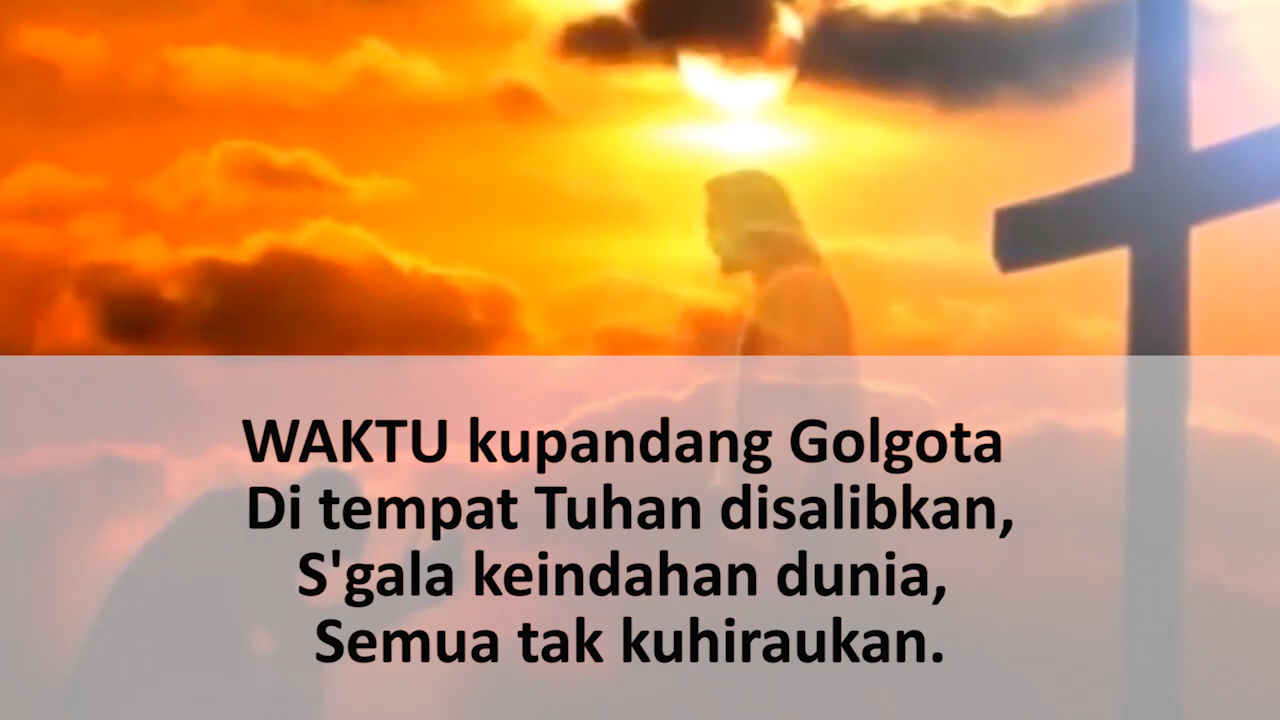 WAKTU kupandang Golgota
Di tempat Tuhan disalibkan,
S'gala keindahan dunia,
Semua tak kuhiraukan.